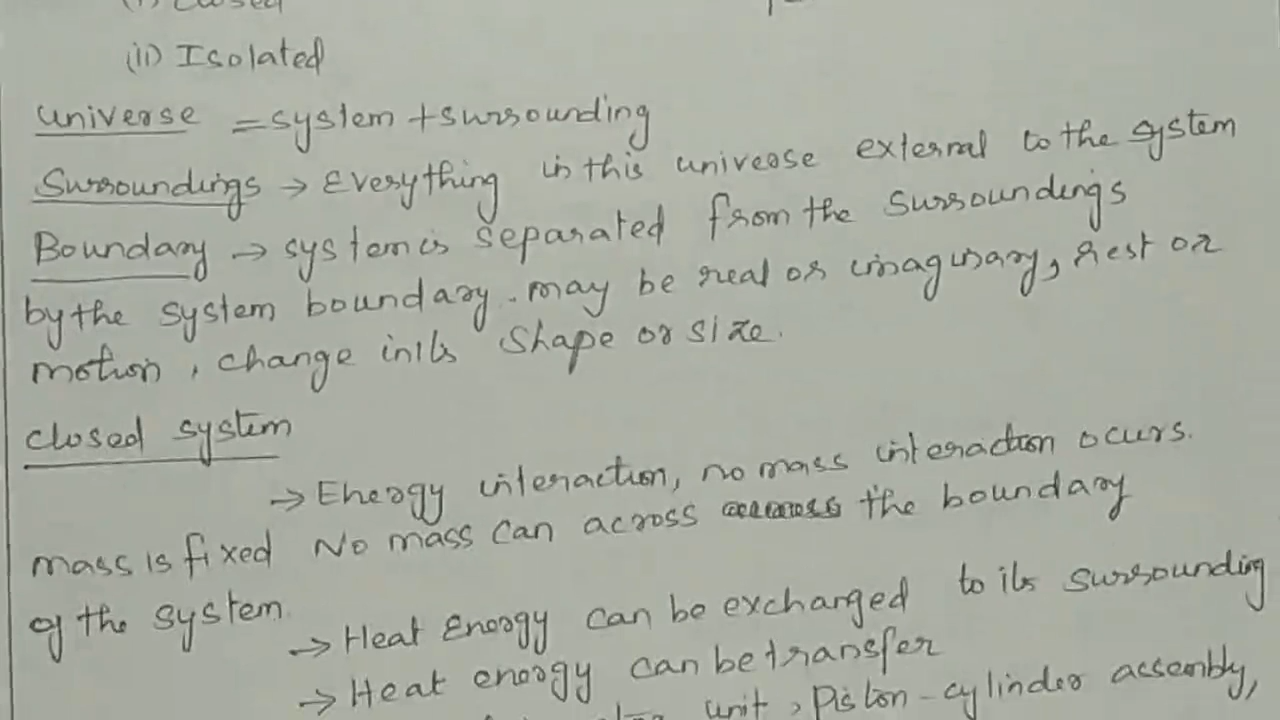 (i) Closed
(ii) Isolated
Universe = system + surrounding
Surroundings → Everything in this universe external to the system
Boundary → system is separated from the surroundings
by the system boundary. may be real or imaginary, rest or
motion, change in its shape or size.
closed system
→ Energy interaction, no mass interaction ocurs.
mass is fixed No mass can across the boundary
of the system.
→ Heat Energy can be exchanged to its surrounding
→ Heat energy can be transfer
unit, Piston-cylinder assembly,